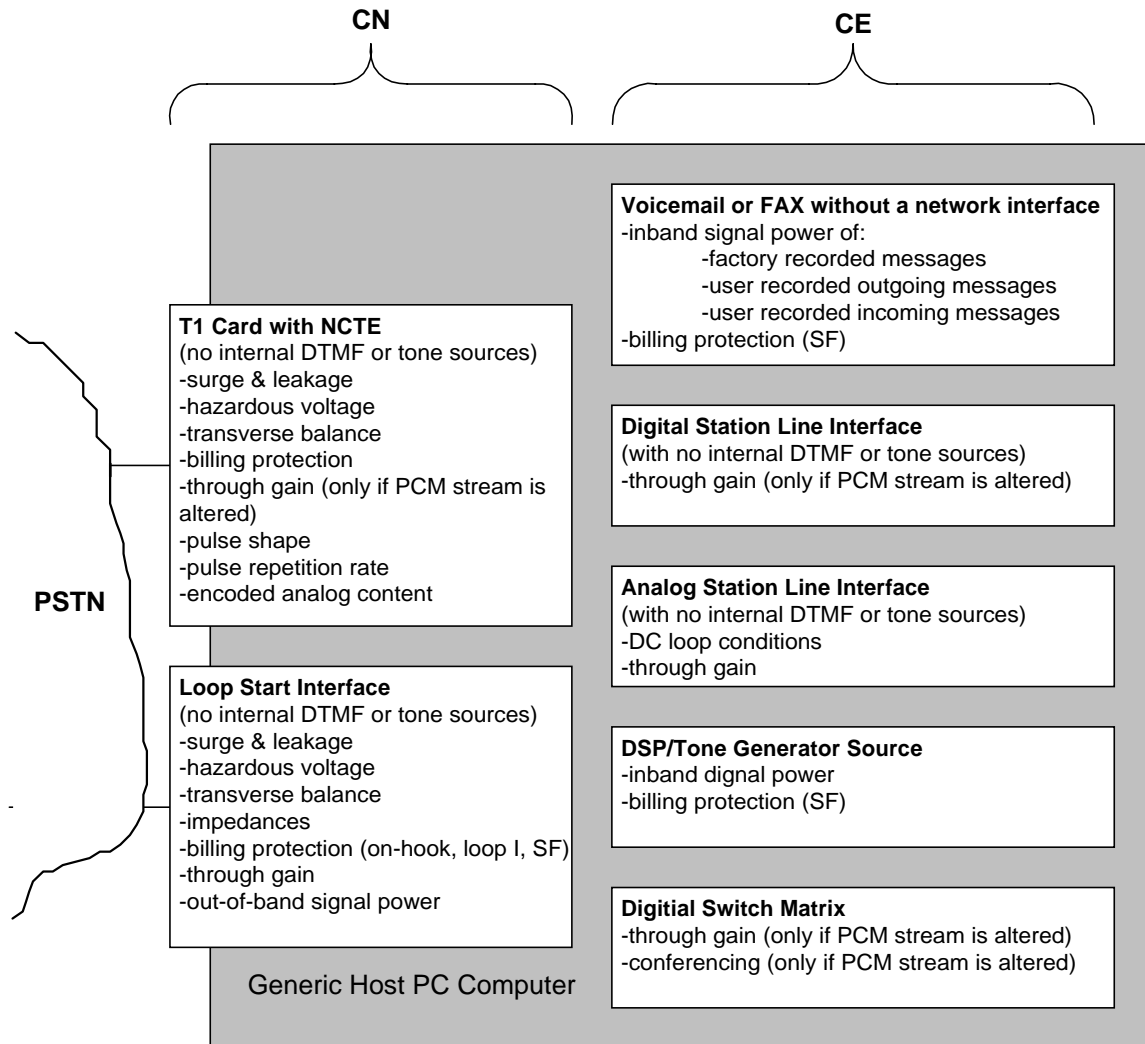 CN
CE
Voicemail or FAX without a network interface
-inband signal power of:
-factory recorded messages
-user recorded outgoing messages
-user recorded incoming messages
-billing protection (SF)
T1 Card with NCTE
(no internal DTMF or tone sources)
-surge & leakage
-hazardous voltage
-transverse balance
-billing protection
-through gain (only if PCM stream is
altered)
-pulse shape
-pulse repetition rate
-encoded analog content
Digital Station Line Interface
(with no internal DTMF or tone sources)
-through gain (only if PCM stream is altered)
PSTN
Analog Station Line Interface
(with no internal DTMF or tone sources)
-DC loop conditions
-through gain
Loop Start Interface
(no internal DTMF or tone sources)
-surge & leakage
-hazardous voltage
-transverse balance
-impedances
-billing protection (on-hook, loop I, SF)
-through gain
-out-of-band signal power
DSP/Tone Generator Source
-inband dignal power
-billing protection (SF)
Digitial Switch Matrix
-through gain (only if PCM stream is altered)
-conferencing (only if PCM stream is altered)
Generic Host PC Computer